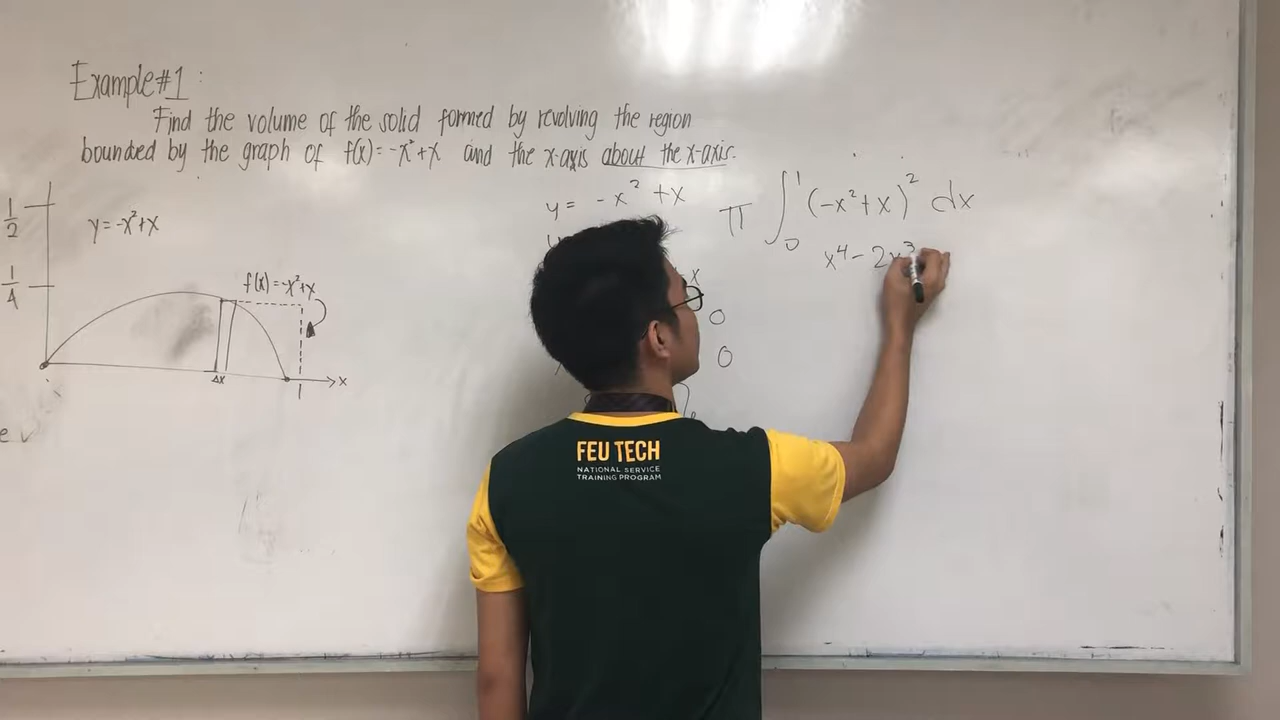 Example#1:
Find the volume of the solid formed by revolving the region
bounded by the graph of f(x)=-x²+x and the x-axis about the x-axis.
1/2
y=-x²+x
1/4
f(x)=-x²+x
Δx
1
x
y= -x² +x
x
0
0
π ∫₀¹ (-x²+x)² dx
x⁴-2x³
FEU TECH
NATIONAL SERVICE
TRAINING PROGRAM